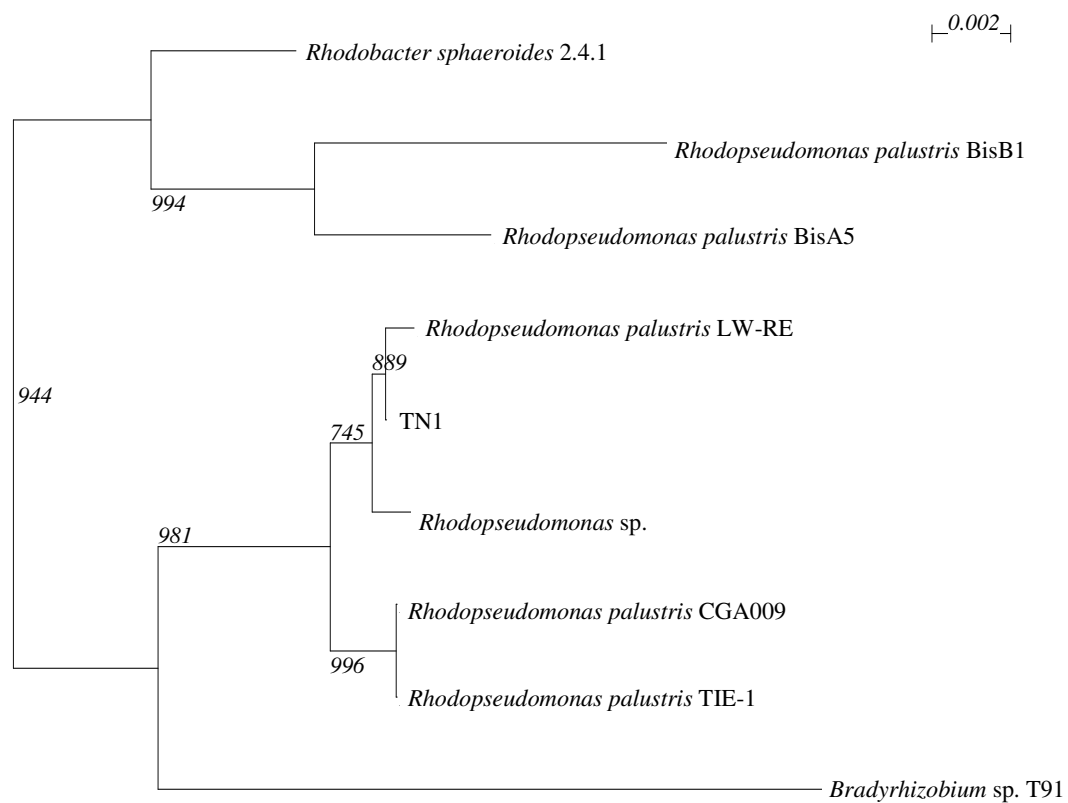 0.002
Rhodobacter sphaeroides 2.4.1
Rhodopseudomonas palustris BisB1
994
Rhodopseudomonas palustris BisA5
Rhodopseudomonas palustris LW-RE
889
944
TN1
745
Rhodopseudomonas sp.
981
Rhodopseudomonas palustris CGA009
996
Rhodopseudomonas palustris TIE-1
Bradyrhizobium sp. T91